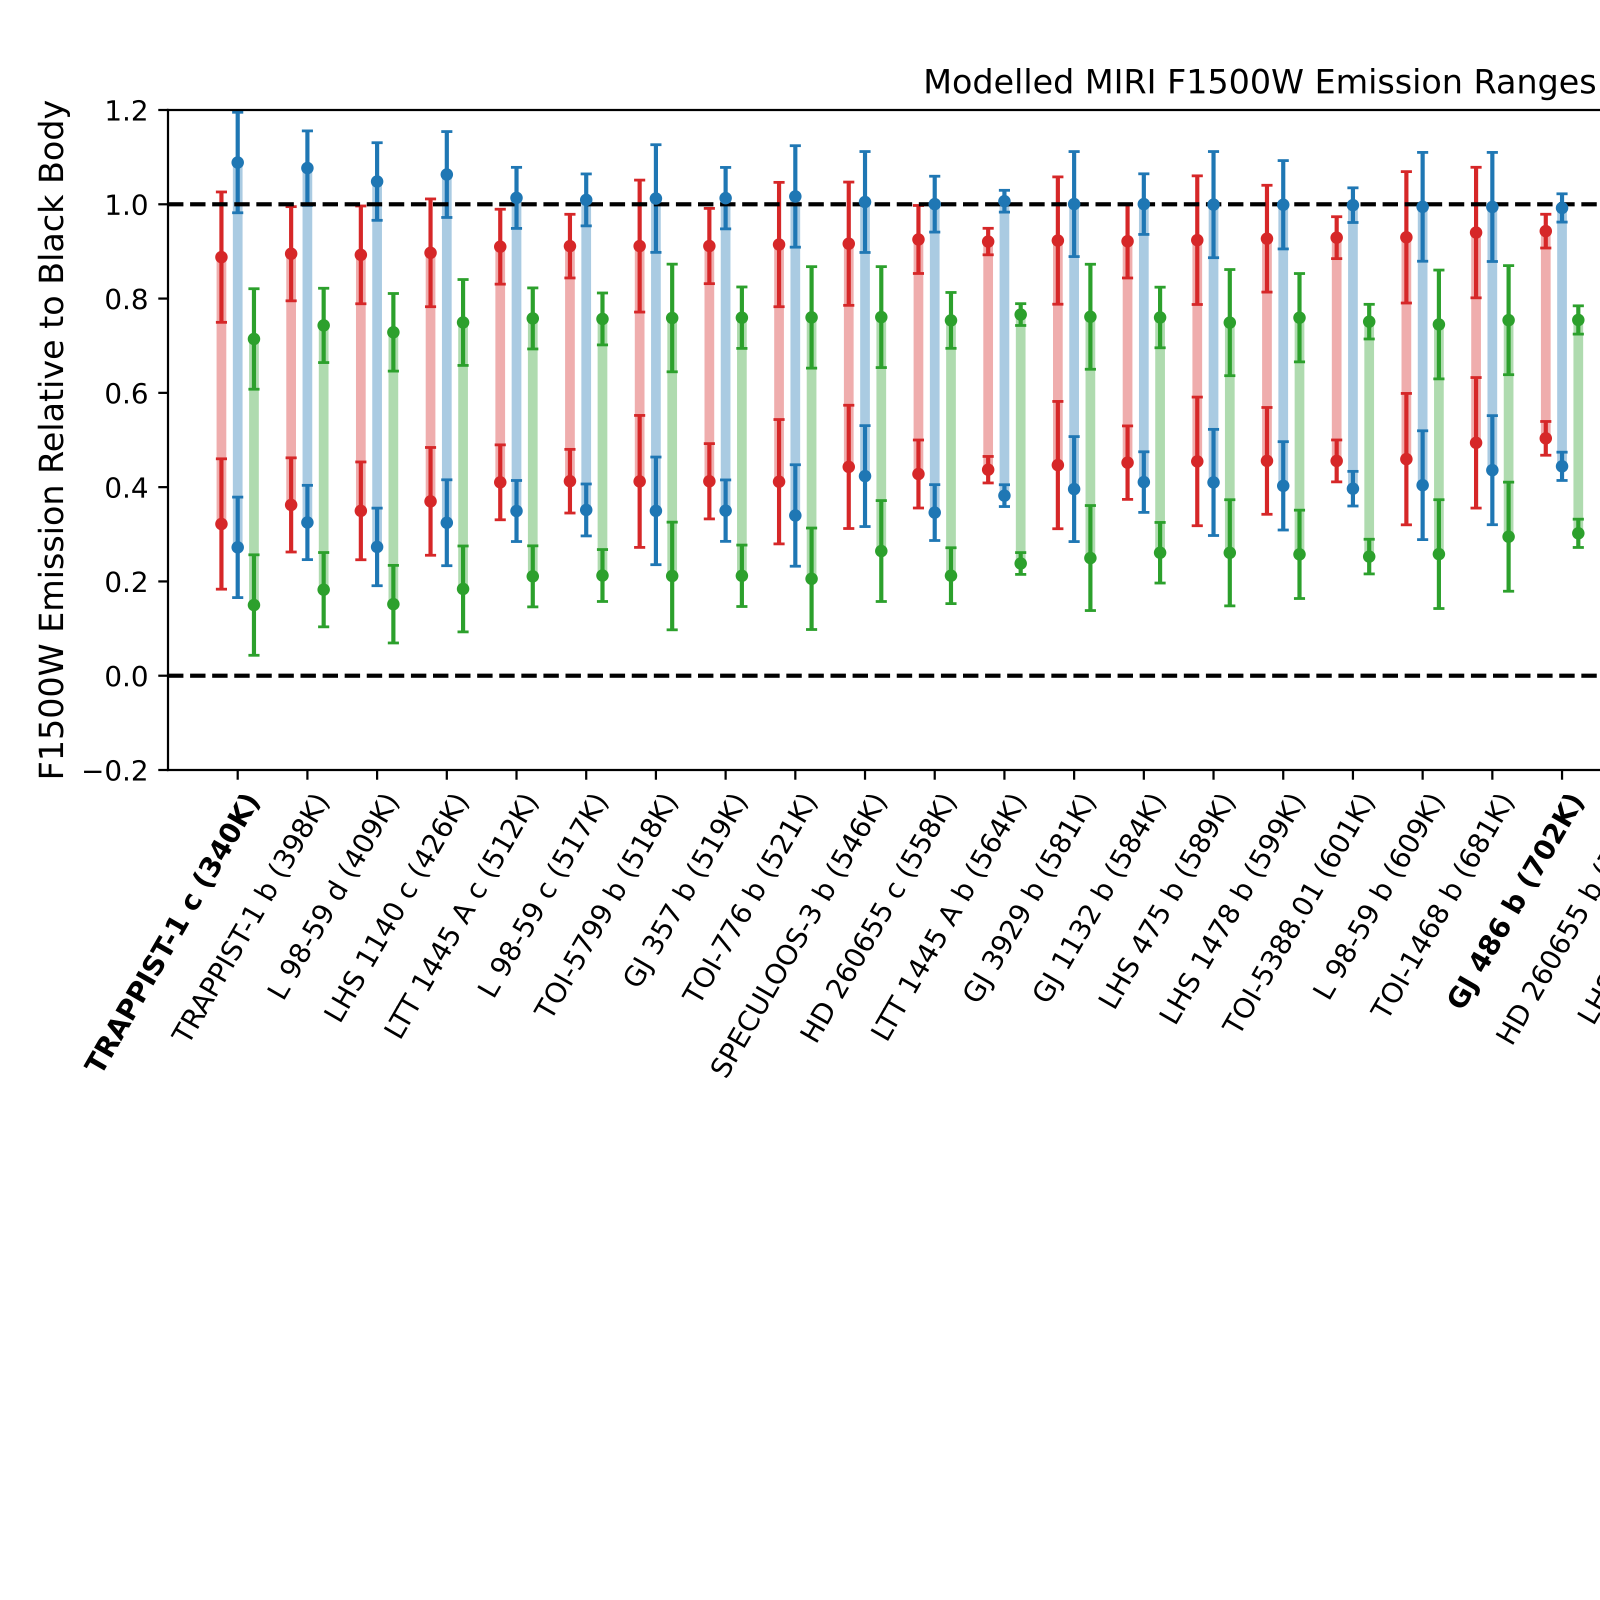 Modelled MIRI F1500W Emission Ranges
F1500W Emission Relative to Black Body
1.2
1.0
0.8
0.6
0.4
0.2
0.0
−0.2
TRAPPIST-1 c (340K)
TRAPPIST-1 b (398K)
L 98-59 d (409K)
LHS 1140 c (426K)
LTT 1445 A c (512K)
L 98-59 c (517K)
TOI-5799 b (518K)
GJ 357 b (519K)
TOI-776 b (521K)
SPECULOOS-3 b (546K)
HD 260655 c (558K)
LTT 1445 A b (564K)
GJ 3929 b (581K)
GJ 1132 b (584K)
LHS 475 b (589K)
LHS 1478 b (599K)
TOI-5388.01 (601K)
L 98-59 b (609K)
TOI-1468 b (681K)
GJ 486 b (702K)
HD 260655 b
LHS